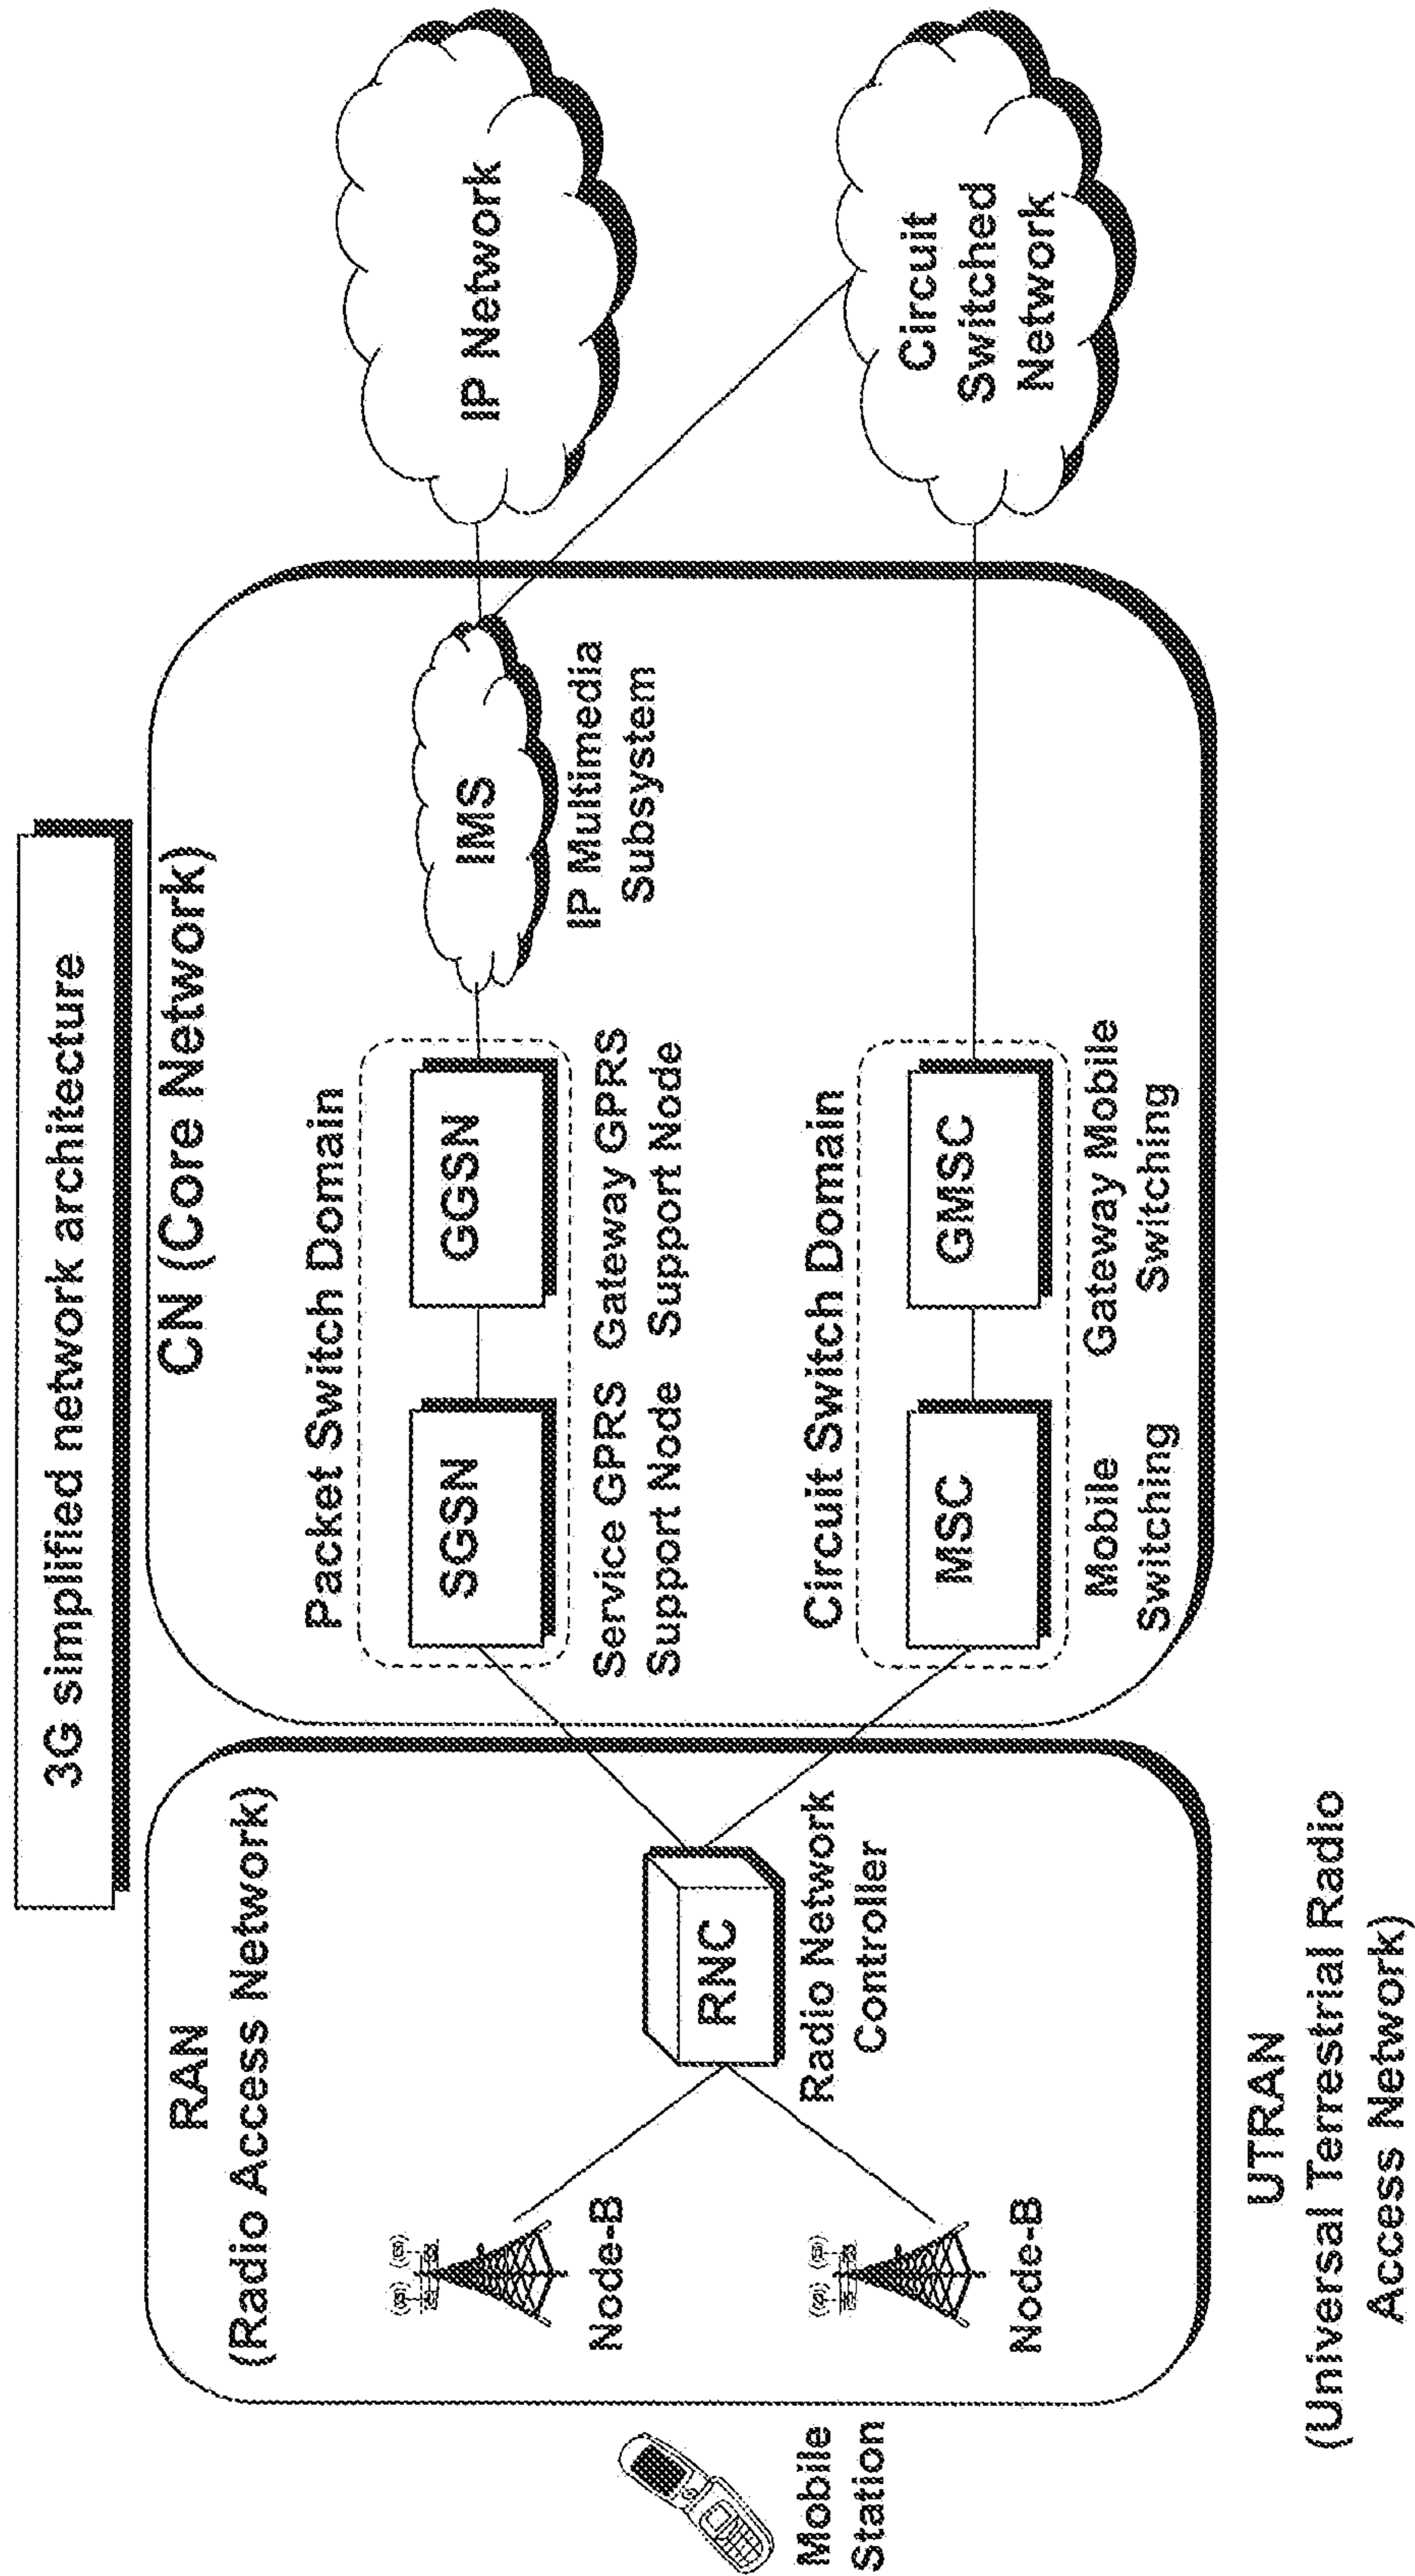 3G simplified network architecture
RAN
(Radio Access Network)
CN (Core Network)
Mobile
Station
Node-B
Node-B
RNC
Radio Network
Controller
Packet Switch Domain
SGSN
GGSN
Service GPRS
Support Node
Gateway GPRS
Support Node
IMS
IP Multimedia
Subsystem
IP Network
Circuit Switch Domain
MSC
GMSC
Mobile
Switching
Gateway Mobile
Switching
Circuit
Switched
Network
UTRAN
(Universal Terrestrial Radio
Access Network)